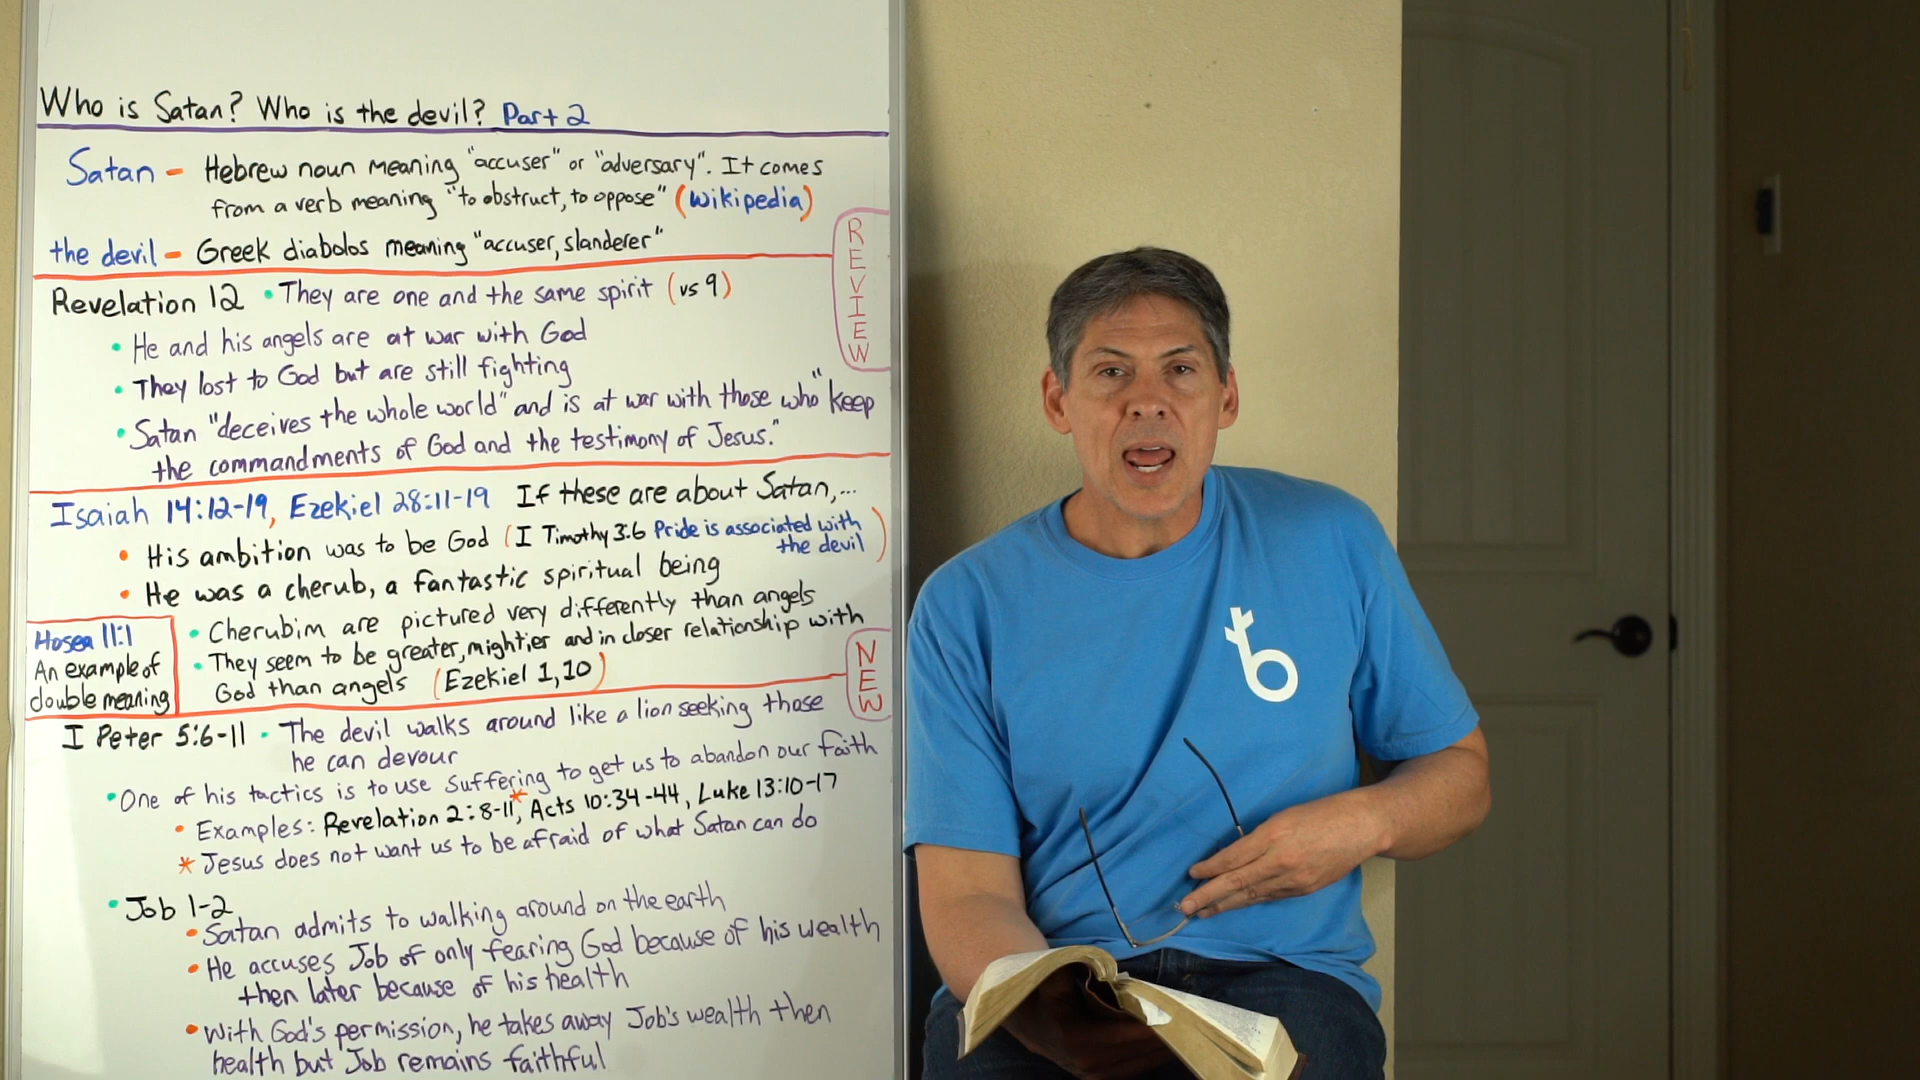 Who is Satan? Who is the devil? Part 2
Satan - Hebrew noun meaning "accuser" or "adversary". It comes
from a verb meaning "to obstruct, to oppose" (Wikipedia)
the devil - Greek diabolos meaning "accuser, slanderer"
REVIEW
Revelation 12 • They are one and the same spirit (vs 9)
• He and his angels are at war with God
• They lost to God but are still fighting
• Satan "deceives the whole world" and is at war with those who "keep
the commandments of God and the testimony of Jesus."
Isaiah 14:12-19, Ezekiel 28:11-19 If these are about Satan,...
• His ambition was to be God (I Timothy 3:6 Pride is associated with
the devil)
• He was a cherub, a fantastic spiritual being
• Cherubim are pictured very differently than angels
• They seem to be greater, mightier and in closer relationship with
God than angels (Ezekiel 1, 10)
Hosea 11:1
An example of
double meaning
NEW
I Peter 5:6-11 • The devil walks around like a lion seeking those
he can devour
• One of his tactics is to use suffering to get us to abandon our faith
• Examples: Revelation 2:8-11*, Acts 10:34-44, Luke 13:10-17
* Jesus does not want us to be afraid of what Satan can do
• Job 1-2
• Satan admits to walking around on the earth
• He accuses Job of only fearing God because of his wealth
then later because of his health
• With God's permission, he takes away Job's wealth then
health but Job remains faithful